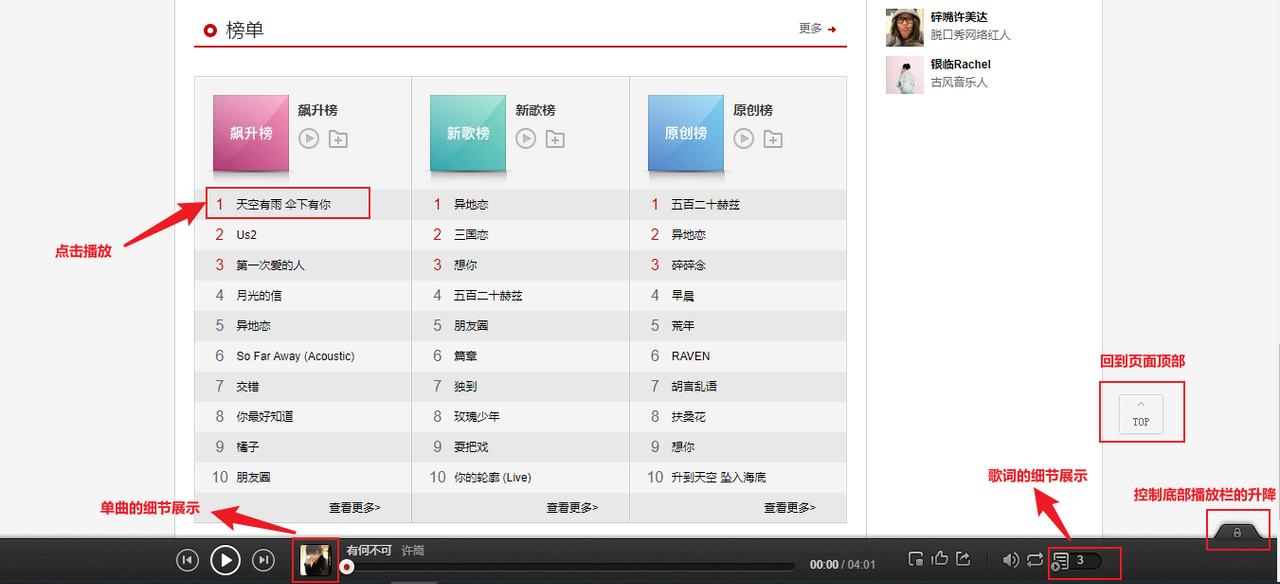 榜单
更多
碎嘴许美达
脱口秀网络红人
银临Rachel
古风音乐人
飙升榜
飙升榜
新歌榜
新歌榜
原创榜
原创榜
1 天空有雨 伞下有你
2 Us2
3 第一次爱的人
4 月光的信
5 异地恋
6 So Far Away (Acoustic)
7 交错
8 你最好知道
9 橘子
10 朋友圈
查看更多>
1 异地恋
2 三国恋
3 想你
4 五百二十赫兹
5 朋友圈
6 篇章
7 独到
8 玫瑰少年
9 耍把戏
10 你的轮廓 (Live)
查看更多>
1 五百二十赫兹
2 异地恋
3 碎碎念
4 早晨
5 荒年
6 RAVEN
7 胡言乱语
8 扶桑花
9 想你
10 升到天空 坠入海底
查看更多>
点击播放
回到页面顶部
TOP
歌词的细节展示
控制底部播放栏的升降
单曲的细节展示
有何不可 许嵩
00:00 / 04:01
3